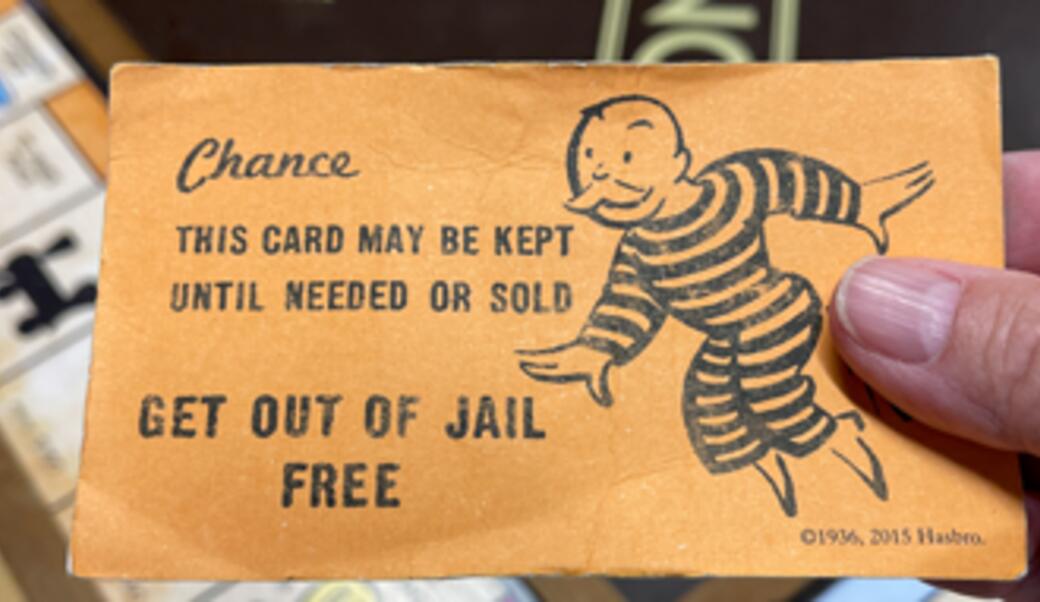 Chance
THIS CARD MAY BE KEPT
UNTIL NEEDED OR SOLD
GET OUT OF JAIL
FREE
©1936, 2015 Hasbro.